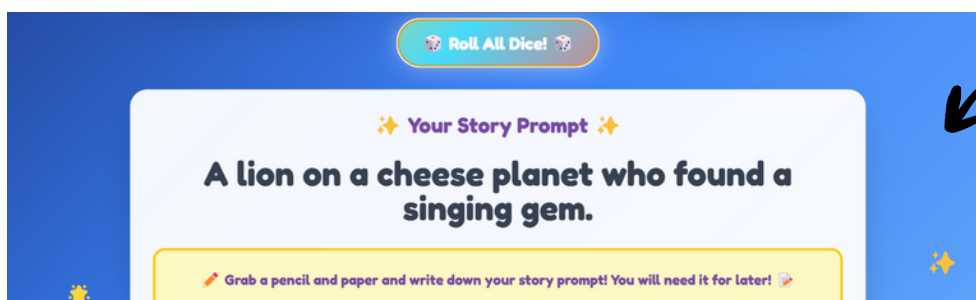 🎲 Roll All Dice! 🎲
✨ Your Story Prompt ✨
A lion on a cheese planet who found a
singing gem.
✏️ Grab a pencil and paper and write down your story prompt! You will need it for later! 📝